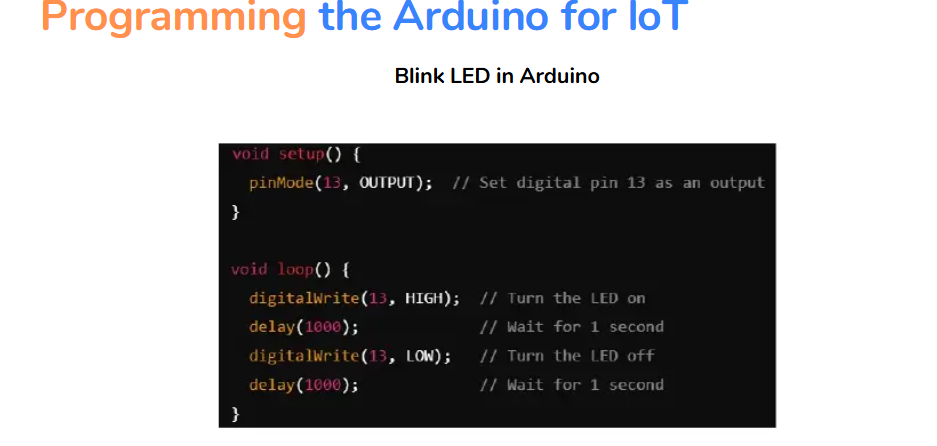 Programming the Arduino for IoT
Blink LED in Arduino
void setup() {
  pinMode(13, OUTPUT);  // Set digital pin 13 as an output
}
void loop() {
  digitalWrite(13, HIGH);  // Turn the LED on
  delay(1000);             // Wait for 1 second
  digitalWrite(13, LOW);   // Turn the LED off
  delay(1000);             // Wait for 1 second
}